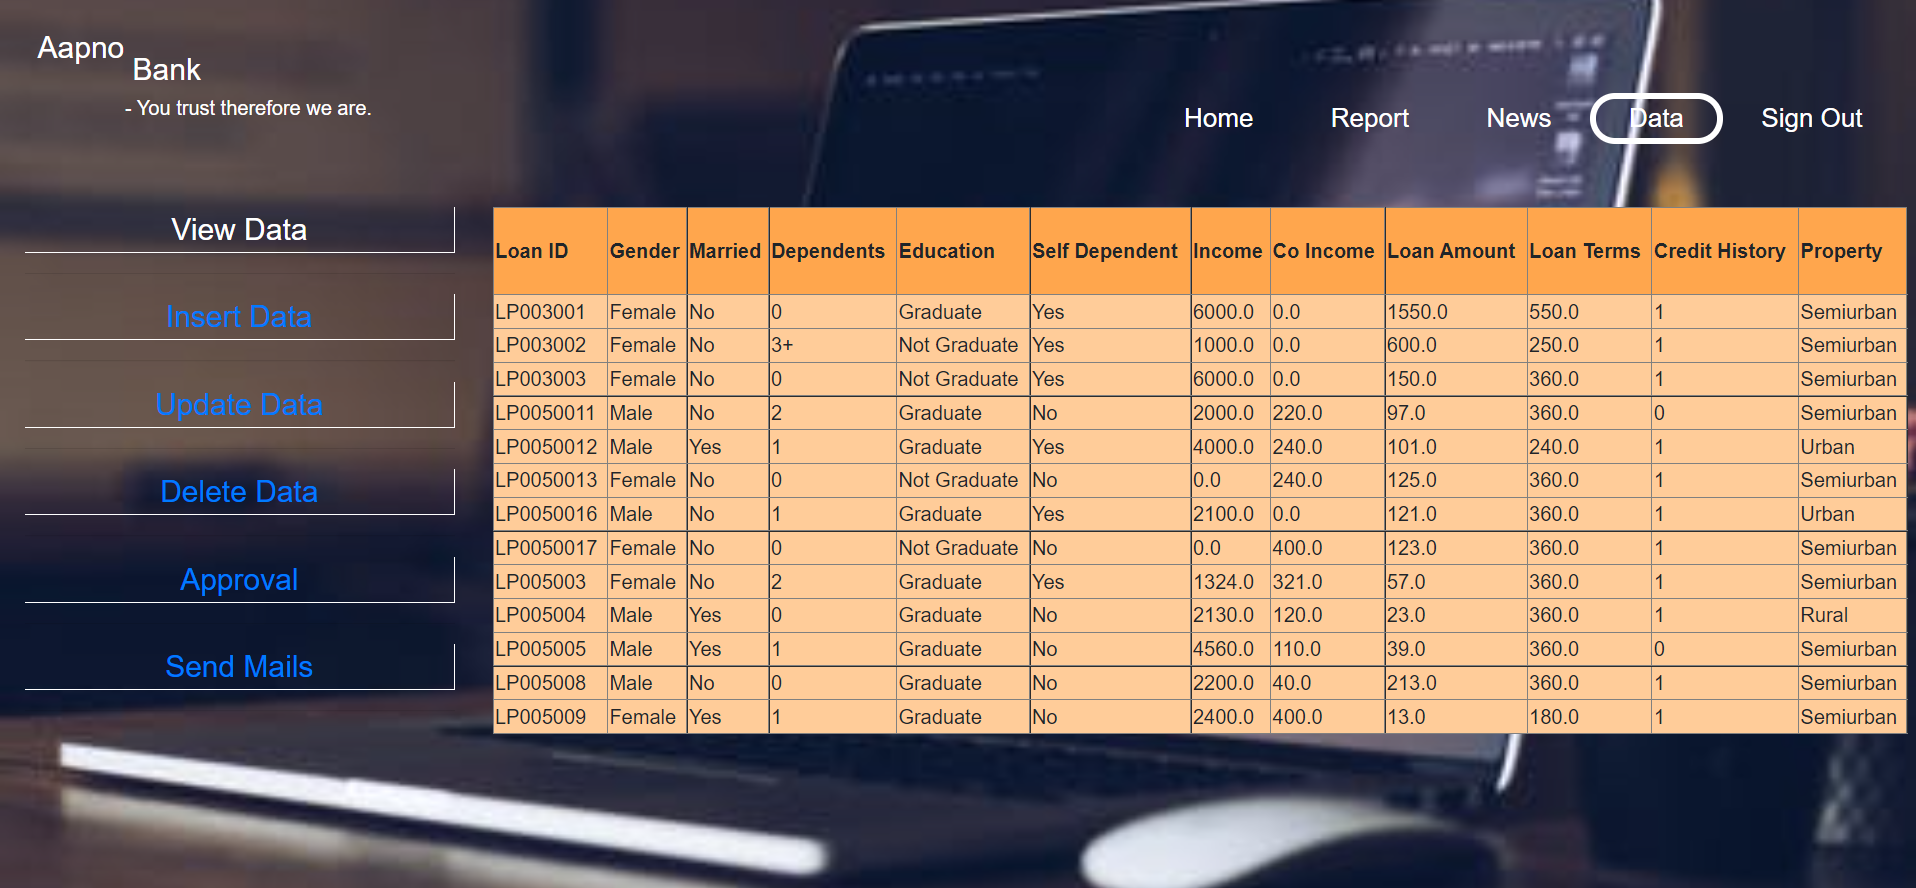 Aapno
Bank
- You trust therefore we are.
Home Report News Data Sign Out
View Data
Insert Data
Update Data
Delete Data
Approval
Send Mails
Loan ID Gender Married Dependents Education Self Dependent Income Co Income Loan Amount Loan Terms Credit History Property
LP003001 Female No 0 Graduate Yes 6000.0 0.0 1550.0 550.0 1 Semiurban
LP003002 Female No 3+ Not Graduate Yes 1000.0 0.0 600.0 250.0 1 Semiurban
LP003003 Female No 0 Not Graduate Yes 6000.0 0.0 150.0 360.0 1 Semiurban
LP0050011 Male No 2 Graduate No 2000.0 220.0 97.0 360.0 0 Semiurban
LP0050012 Male Yes 1 Graduate Yes 4000.0 240.0 101.0 240.0 1 Urban
LP0050013 Female No 0 Not Graduate No 0.0 240.0 125.0 360.0 1 Semiurban
LP0050016 Male No 1 Graduate Yes 2100.0 0.0 121.0 360.0 1 Urban
LP0050017 Female No 0 Not Graduate No 0.0 400.0 123.0 360.0 1 Semiurban
LP005003 Female No 2 Graduate Yes 1324.0 321.0 57.0 360.0 1 Semiurban
LP005004 Male Yes 0 Graduate No 2130.0 120.0 23.0 360.0 1 Rural
LP005005 Male Yes 1 Graduate No 4560.0 110.0 39.0 360.0 0 Semiurban
LP005008 Male No 0 Graduate No 2200.0 40.0 213.0 360.0 1 Semiurban
LP005009 Female Yes 1 Graduate No 2400.0 400.0 13.0 180.0 1 Semiurban